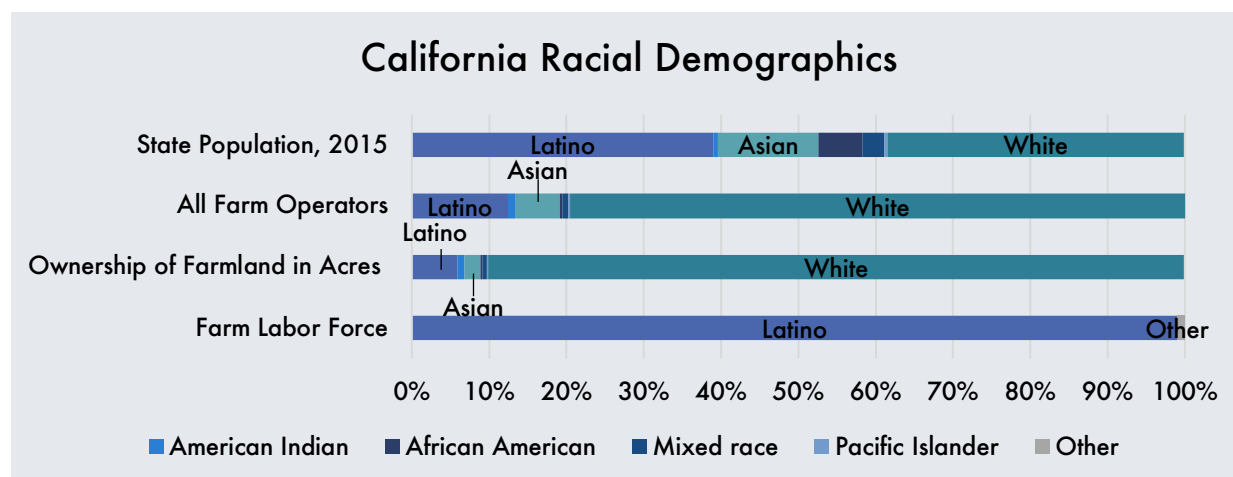 California Racial Demographics
State Population, 2015
Latino
Asian
White
Asian
All Farm Operators
Latino
White
Latino
Ownership of Farmland in Acres
White
Asian
Farm Labor Force
Latino
Other
0% 10% 20% 30% 40% 50% 60% 70% 80% 90% 100%
American Indian African American Mixed race Pacific Islander Other